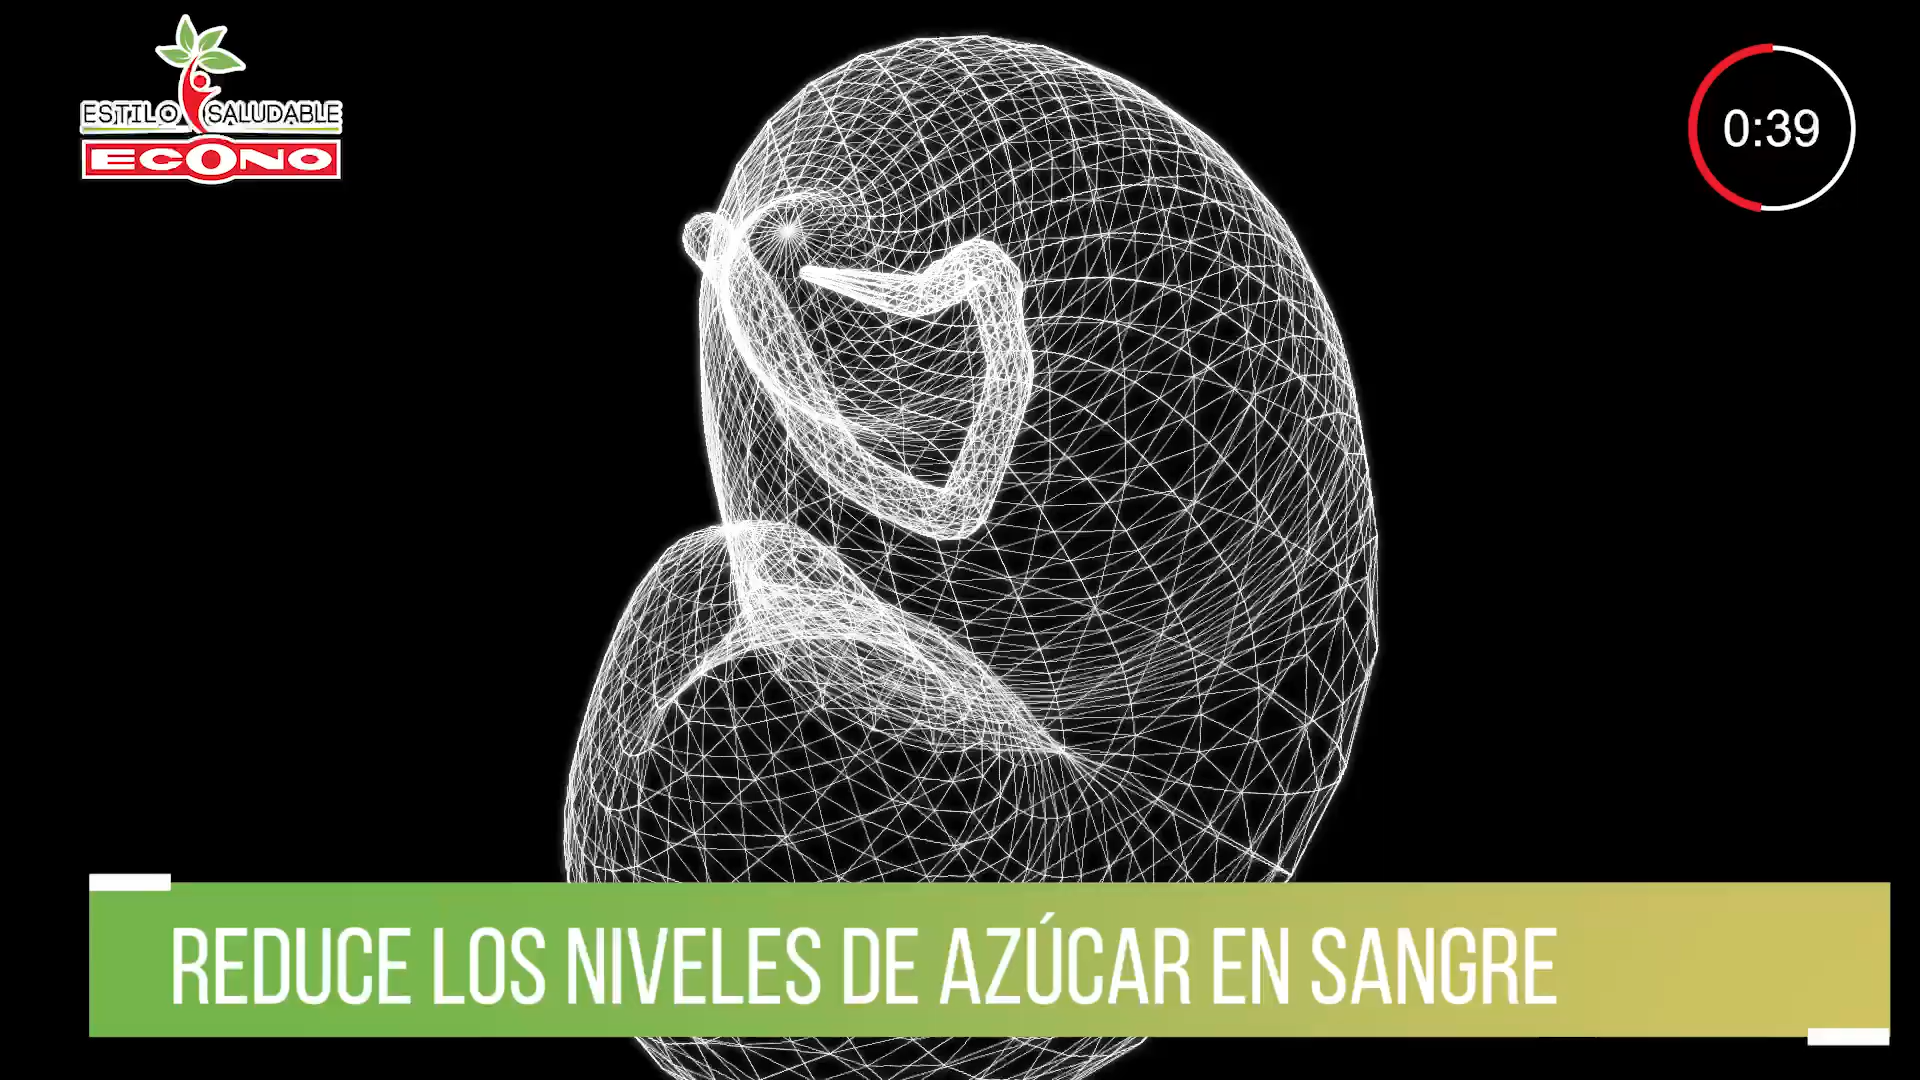 ESTILO SALUDABLE
ECONO
0:39
REDUCE LOS NIVELES DE AZÚCAR EN SANGRE